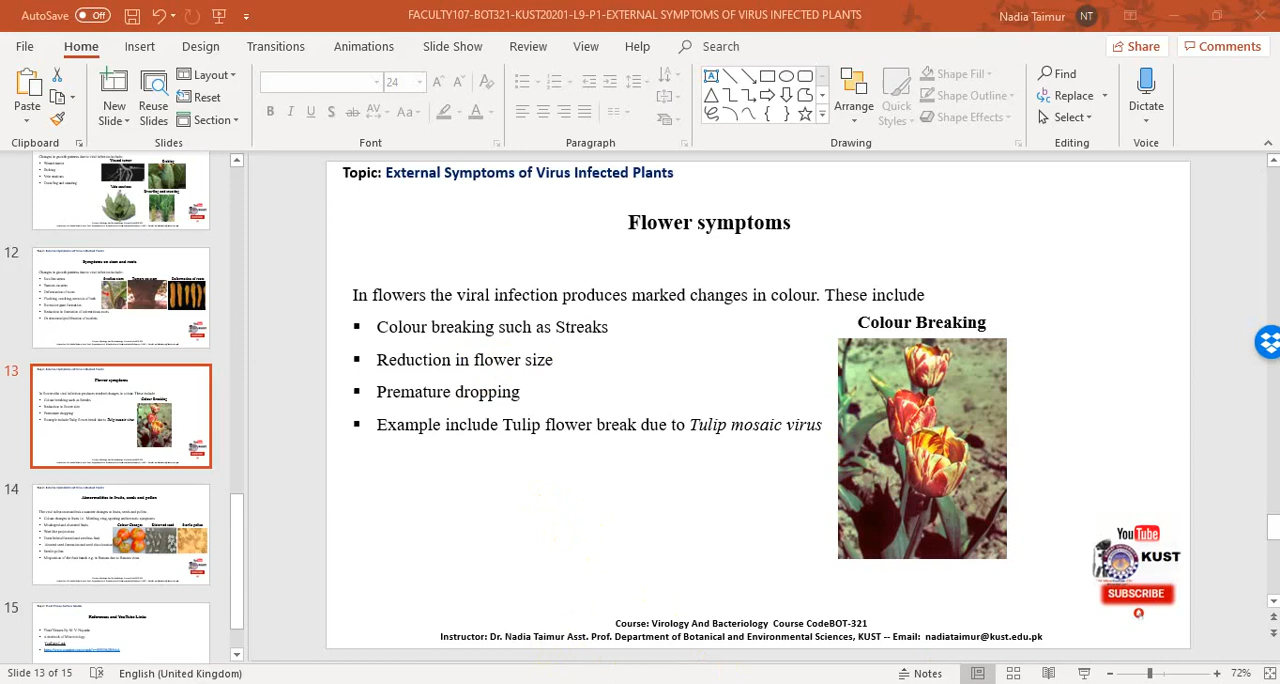 AutoSave Off
FACULTY107-BOT321-KUST20201-L9-P1-EXTERNAL SYMPTOMS OF VIRUS INFECTED PLANTS
Nadia Taimur NT
File Home Insert Design Transitions Animations Slide Show Review View Help Search Share Comments
Paste
New Slide
Reuse Slides
Layout
Reset
Section
24
Arrange
Quick Styles
Shape Fill
Shape Outline
Shape Effects
Find
Replace
Select
Dictate
Clipboard Slides Font Paragraph Drawing Editing Voice
12
13
14
15
Topic: External Symptoms of Virus Infected Plants
Flower symptoms
In flowers the viral infection produces marked changes in colour. These include
Colour Breaking
▪ Colour breaking such as Streaks
▪ Reduction in flower size
▪ Premature dropping
▪ Example include Tulip flower break due to Tulip mosaic virus
YouTube
KUST
SUBSCRIBE
Course: Virology And Bacteriology Course CodeBOT-321
Instructor: Dr. Nadia Taimur Asst. Prof. Department of Botanical and Environmental Sciecnces, KUST -- Email: nadiataimur@kust.edu.pk
Slide 13 of 15 English (United Kingdom) Notes 72%